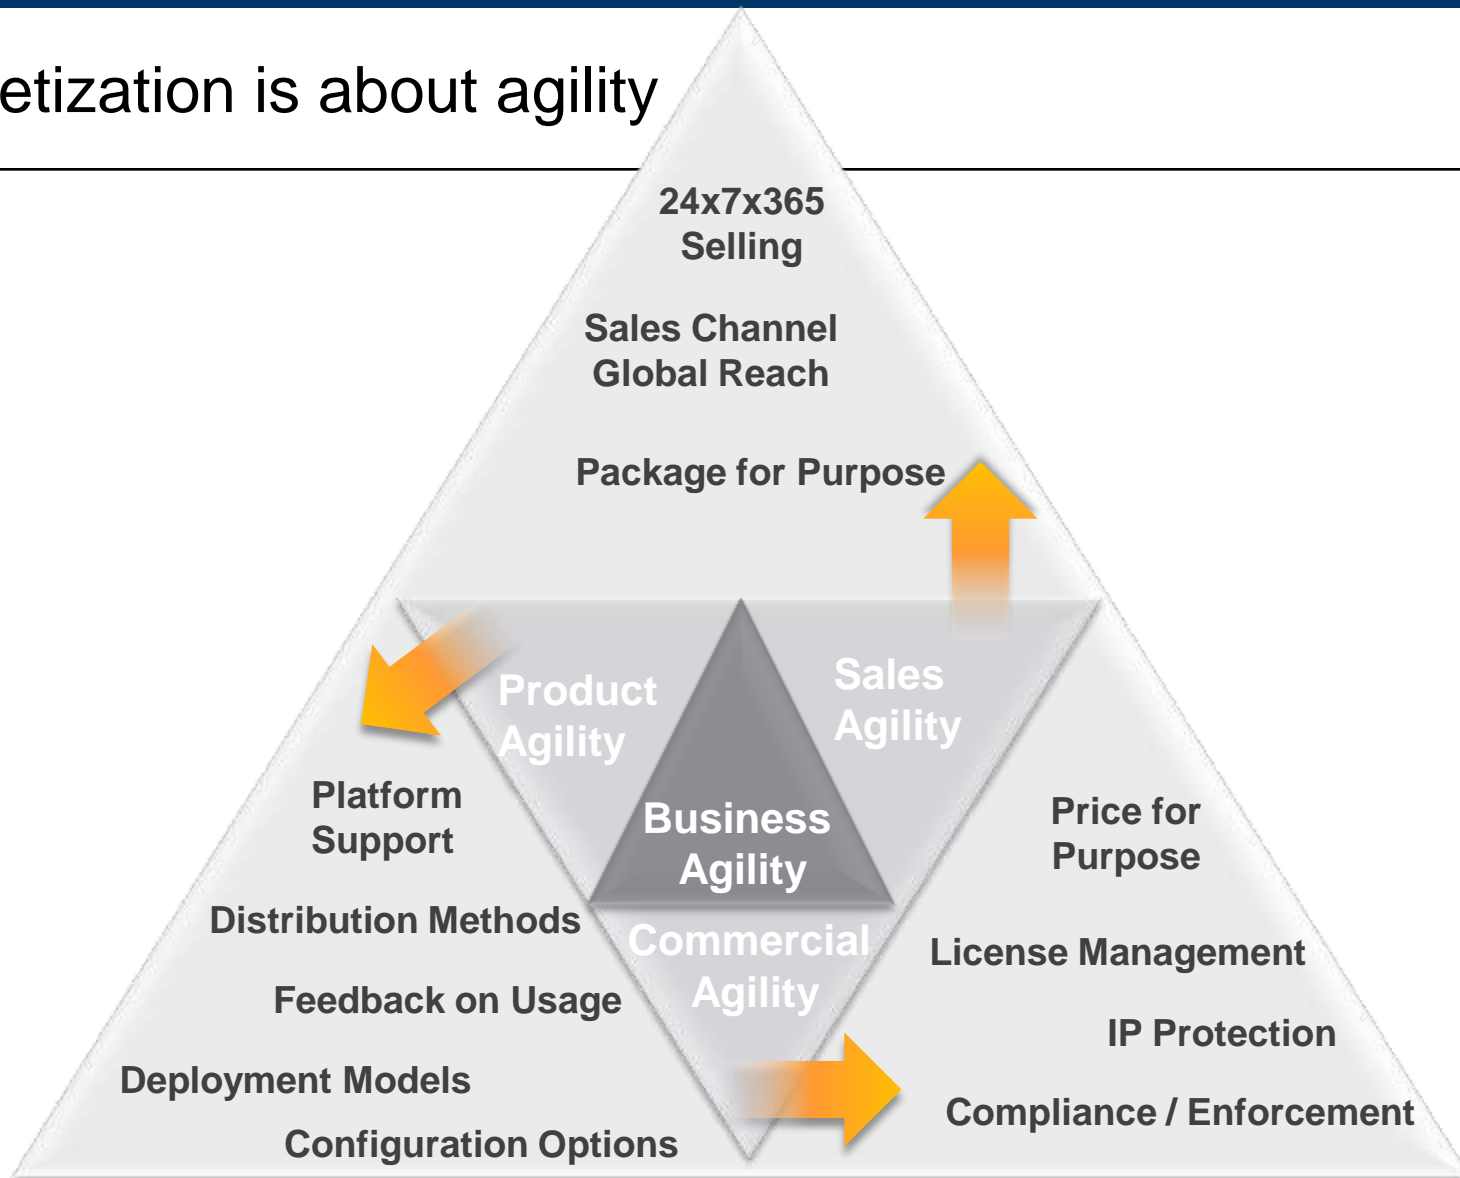 etization is about agility
24x7x365
Selling
Sales Channel
Global Reach
Package for Purpose
Product
Agility
Sales
Agility
Business
Agility
Commercial
Agility
Platform
Support
Distribution Methods
Feedback on Usage
Deployment Models
Configuration Options
Price for
Purpose
License Management
IP Protection
Compliance / Enforcement